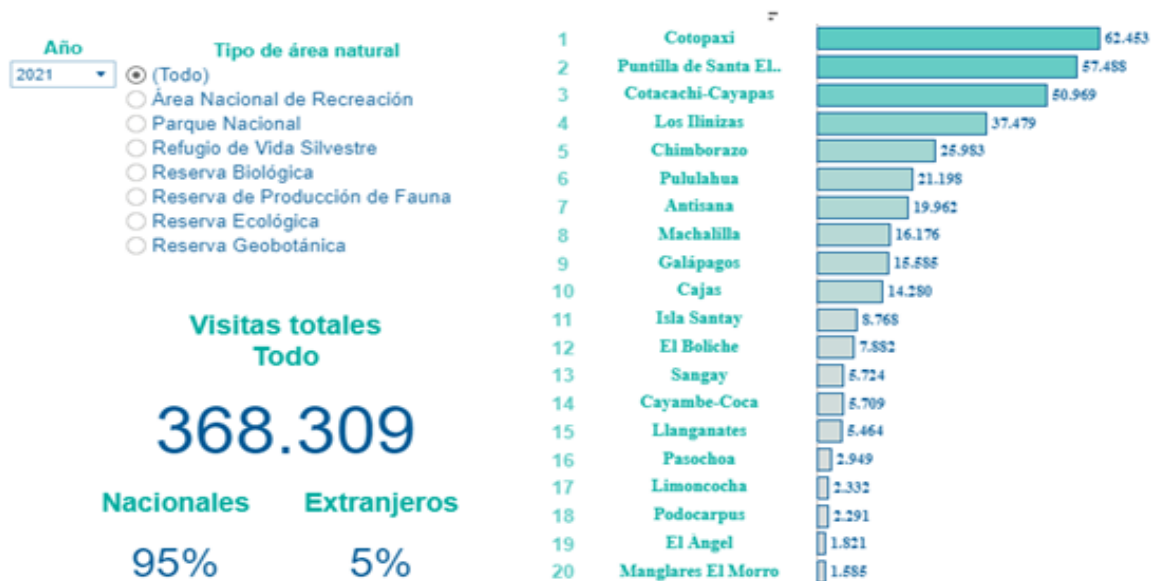 Año
2021
Tipo de área natural
(Todo)
Área Nacional de Recreación
Parque Nacional
Refugio de Vida Silvestre
Reserva Biológica
Reserva de Producción de Fauna
Reserva Ecológica
Reserva Geobotánica
Visitas totales
Todo
368.309
Nacionales Extranjeros
95% 5%
1 Cotopaxi 62.453
2 Puntilla de Santa El.. 57.488
3 Cotacachi-Cayapas 50.969
4 Los Ilinizas 37.479
5 Chimborazo 25.983
6 Pululahua 21.198
7 Antisana 19.962
8 Machalilla 16.176
9 Galápagos 15.585
10 Cajas 14.280
11 Isla Santay 8.768
12 El Boliche 7.882
13 Sangay 5.724
14 Cayambe-Coca 5.709
15 Llanganates 5.464
16 Pasochoa 2.949
17 Limoncocha 2.332
18 Podocarpus 2.291
19 El Àngel 1.821
20 Manglares El Morro 1.585